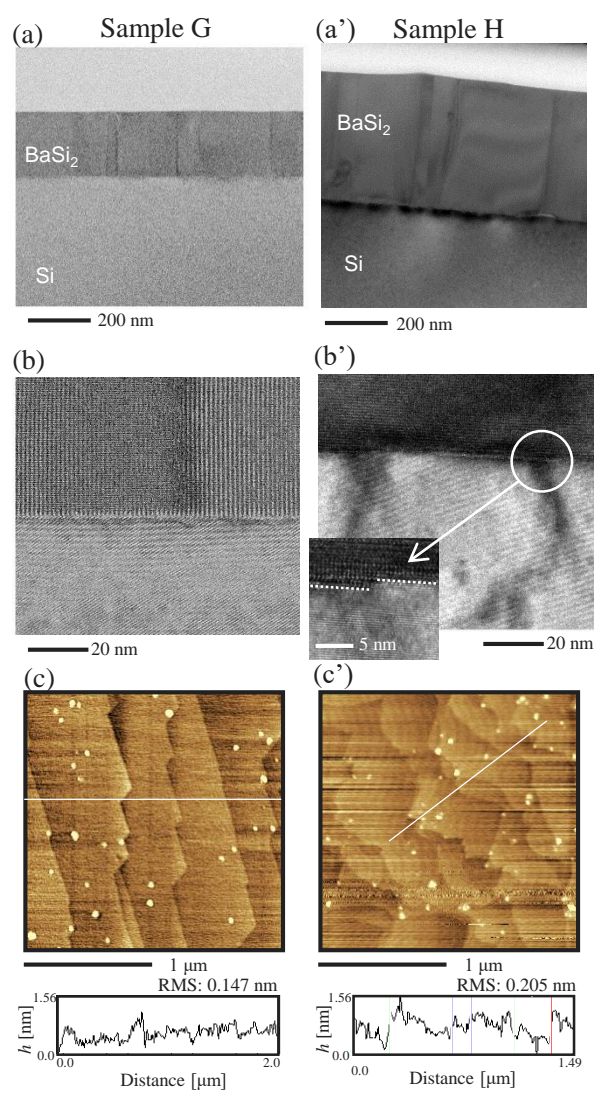 Sample G
Sample H
(a)
(a’)
BaSi2
BaSi2
Si
Si
200 nm
200 nm
(b)
(b’)
5 nm
20 nm
20 nm
(c)
(c’)
1 μm
1 μm
RMS: 0.147 nm
RMS: 0.205 nm
1.56
1.56
h [nm]
h [nm]
0.0
0.0
0.0
2.0
0.0
1.49
Distance [μm]
Distance [μm]